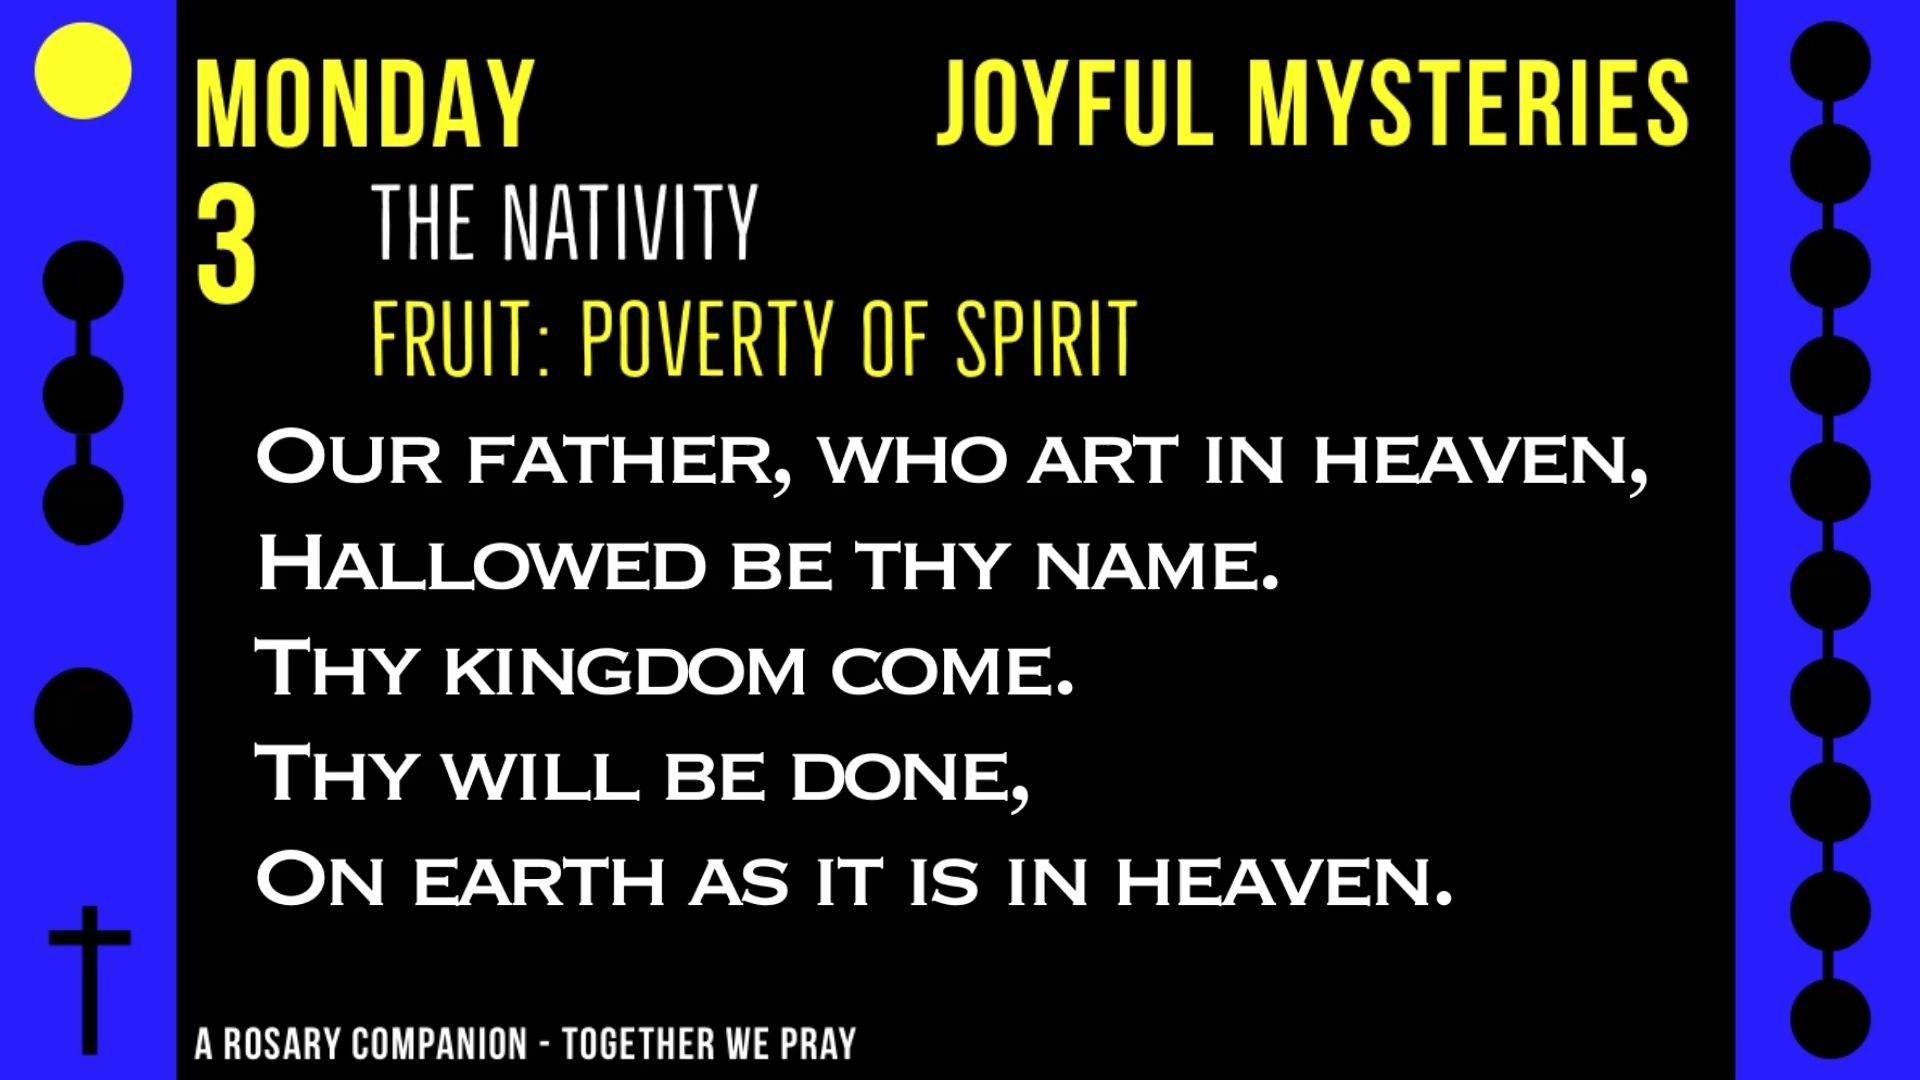 MONDAY JOYFUL MYSTERIES
3 THE NATIVITY
FRUIT: POVERTY OF SPIRIT
OUR FATHER, WHO ART IN HEAVEN,
HALLOWED BE THY NAME.
THY KINGDOM COME.
THY WILL BE DONE,
ON EARTH AS IT IS IN HEAVEN.
A ROSARY COMPANION - TOGETHER WE PRAY